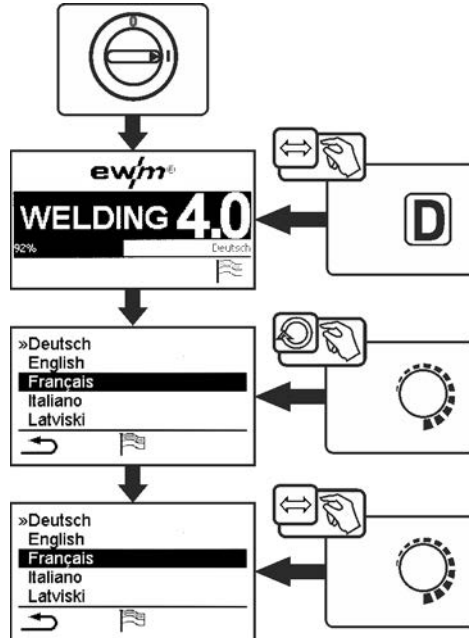 0
I
ewm®
WELDING 4.0
92%
Deutsch
D
»Deutsch
English
Français
Italiano
Latviski
»Deutsch
English
Français
Italiano
Latviski